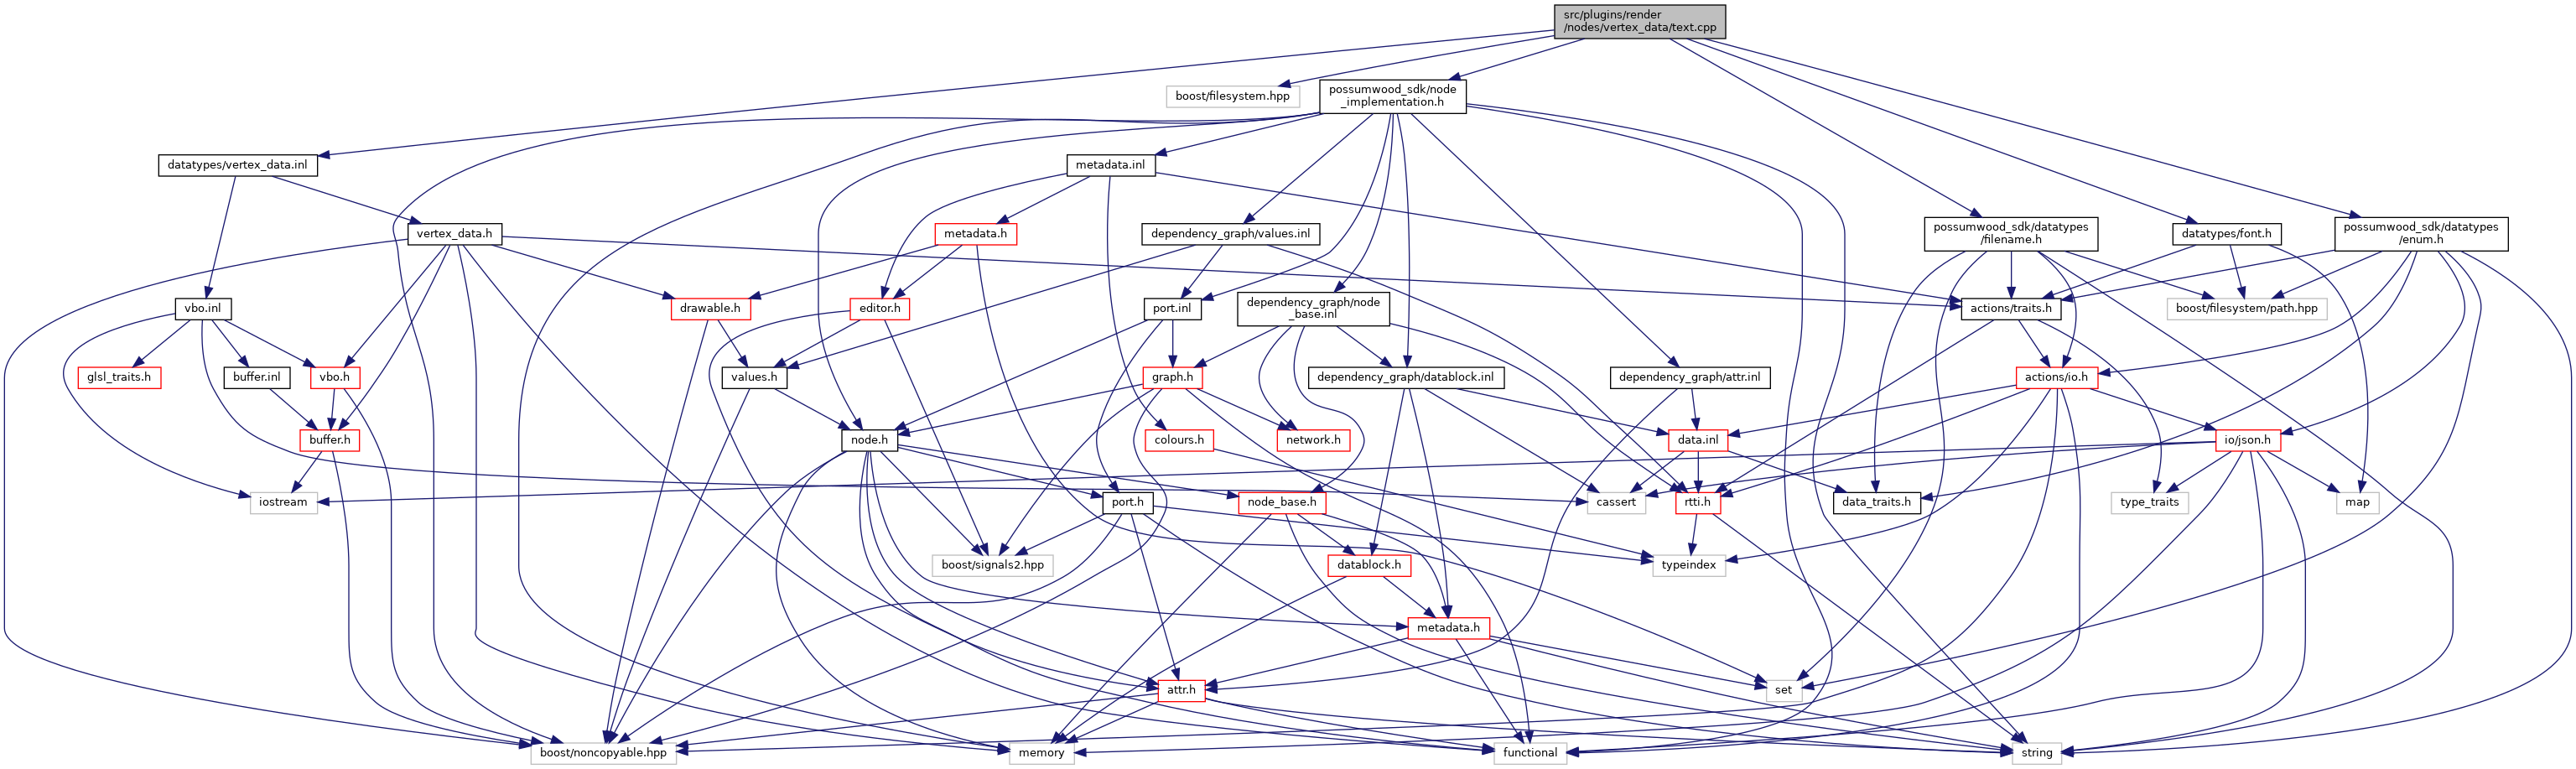 src/plugins/render
/nodes/vertex_data/text.cpp
boost/filesystem.hpp
possumwood_sdk/node
_implementation.h
datatypes/vertex_data.inl
metadata.inl
vertex_data.h
metadata.h
dependency_graph/values.inl
possumwood_sdk/datatypes
/filename.h
datatypes/font.h
possumwood_sdk/datatypes
/enum.h
vbo.inl
drawable.h
editor.h
port.inl
dependency_graph/node
_base.inl
actions/traits.h
boost/filesystem/path.hpp
glsl_traits.h
buffer.inl
vbo.h
values.h
graph.h
dependency_graph/datablock.inl
dependency_graph/attr.inl
actions/io.h
buffer.h
node.h
colours.h
network.h
data.inl
io/json.h
iostream
port.h
node_base.h
cassert
rtti.h
data_traits.h
type_traits
map
boost/signals2.hpp
datablock.h
typeindex
metadata.h
attr.h
set
boost/noncopyable.hpp
memory
functional
string